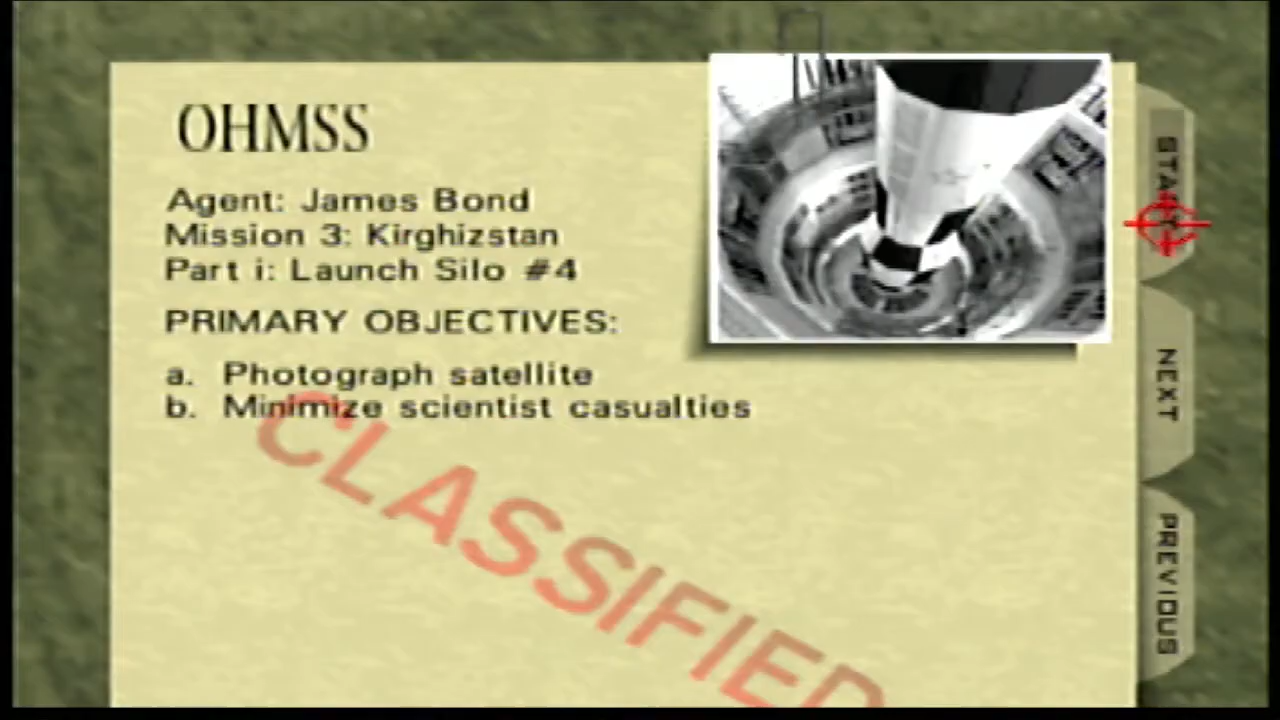 OHMSS
Agent: James Bond
Mission 3: Kirghizstan
Part i: Launch Silo #4
PRIMARY OBJECTIVES:
a. Photograph satellite
b. Minimize scientist casualties
CLASSIFIED
START
NEXT
PREVIOUS